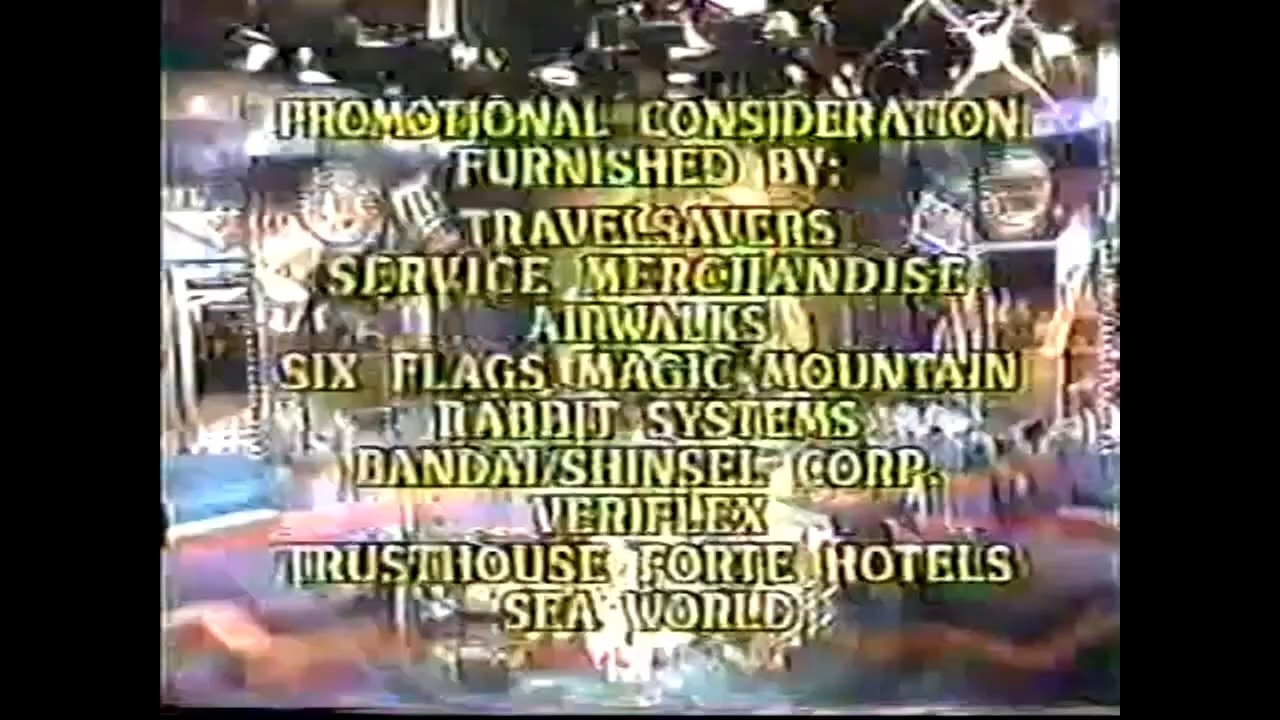 PROMOTIONAL CONSIDERATION
FURNISHED BY:
TRAVELSAVERS
SERVICE MERCHANDISE
AIRWALKS
SIX FLAGS MAGIC MOUNTAIN
RABBIT SYSTEMS
BANDAI/SHINSEI CORP.
VERIFLEX
TRUSTHOUSE FORTE HOTELS
SEA WORLD